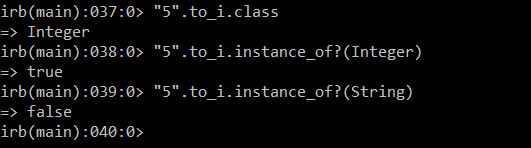 irb(main):037:0> "5".to_i.class
=> Integer
irb(main):038:0> "5".to_i.instance_of?(Integer)
=> true
irb(main):039:0> "5".to_i.instance_of?(String)
=> false
irb(main):040:0>